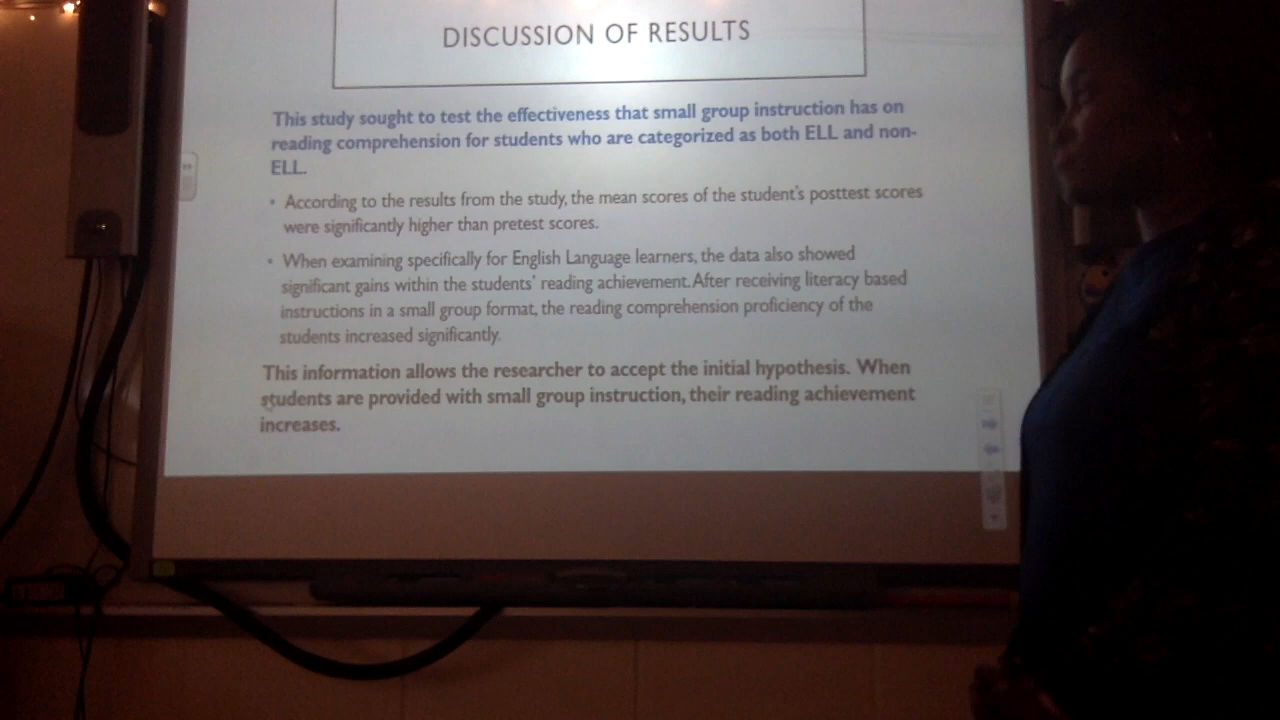 DISCUSSION OF RESULTS
This study sought to test the effectiveness that small group instruction has on
reading comprehension for students who are categorized as both ELL and non-
ELL.
• According to the results from the study, the mean scores of the student's posttest scores
were significantly higher than pretest scores.
• When examining specifically for English Language learners, the data also showed
significant gains within the students' reading achievement. After receiving literacy based
instructions in a small group format, the reading comprehension proficiency of the
students increased significantly.
This information allows the researcher to accept the initial hypothesis. When
students are provided with small group instruction, their reading achievement
increases.